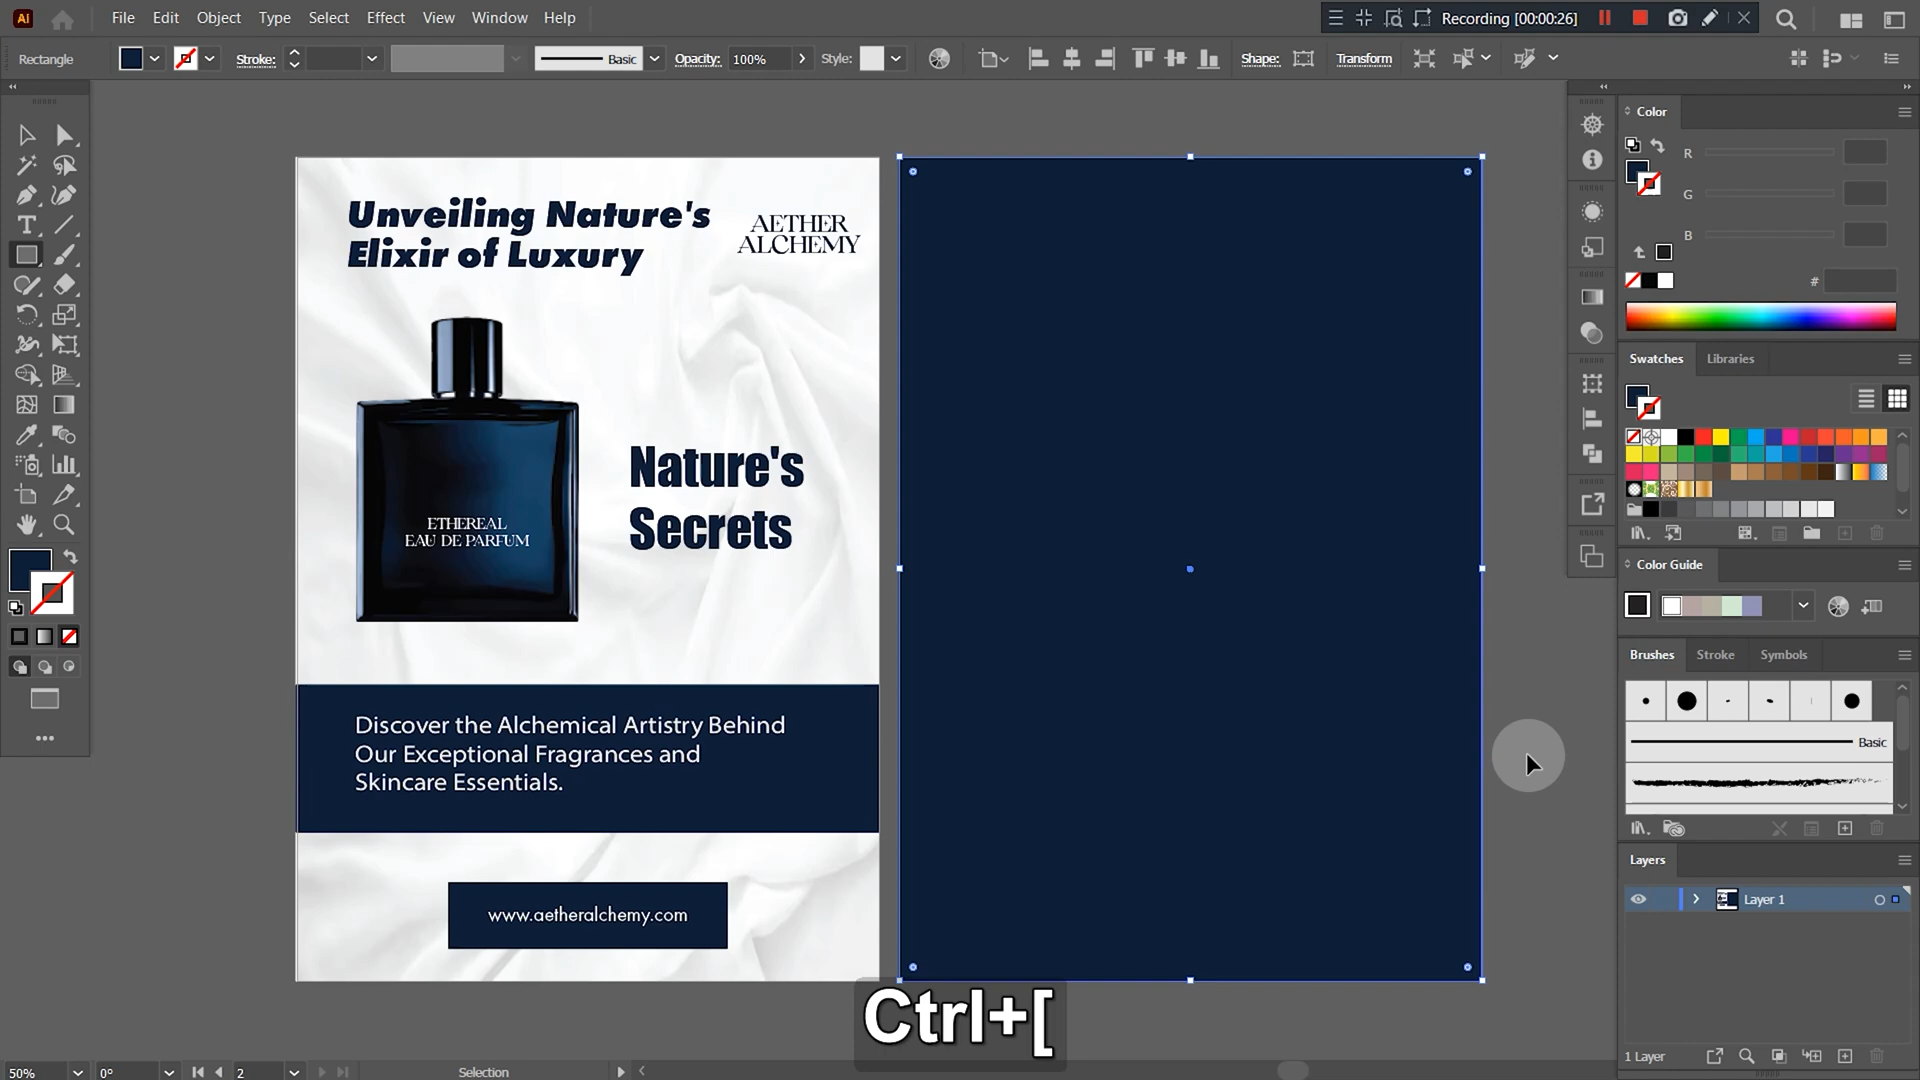 Ai File Edit Object Type Select Effect View Window Help
Recording [00:00:26]
Rectangle Stroke: Basic Opacity: 100% Style: Shape: Transform
Color
R
G
B
#
Swatches Libraries
Color Guide
Brushes Stroke Symbols
Basic
Layers
Layer 1
1 Layer
Unveiling Nature's
Elixir of Luxury
AETHER
ALCHEMY
Nature's
Secrets
ETHEREAL
EAU DE PARFUM
Discover the Alchemical Artistry Behind
Our Exceptional Fragrances and
Skincare Essentials.
www.aetheralchemy.com
Ctrl+[
50% 0° 2 Selection